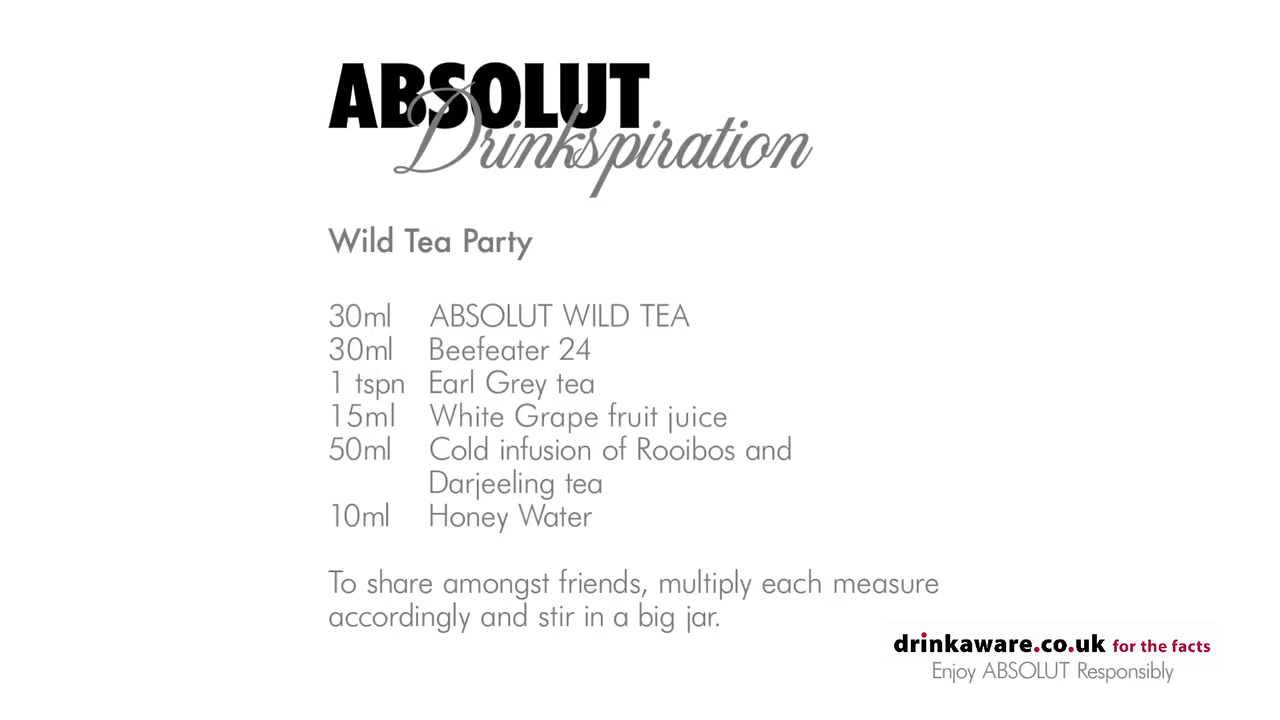 ABSOLUT
Drinkspiration
Wild Tea Party
30ml ABSOLUT WILD TEA
30ml Beefeater 24
1 tspn Earl Grey tea
15ml White Grape fruit juice
50ml Cold infusion of Rooibos and
Darjeeling tea
10ml Honey Water
To share amongst friends, multiply each measure
accordingly and stir in a big jar.
drinkaware.co.uk for the facts
Enjoy ABSOLUT Responsibly